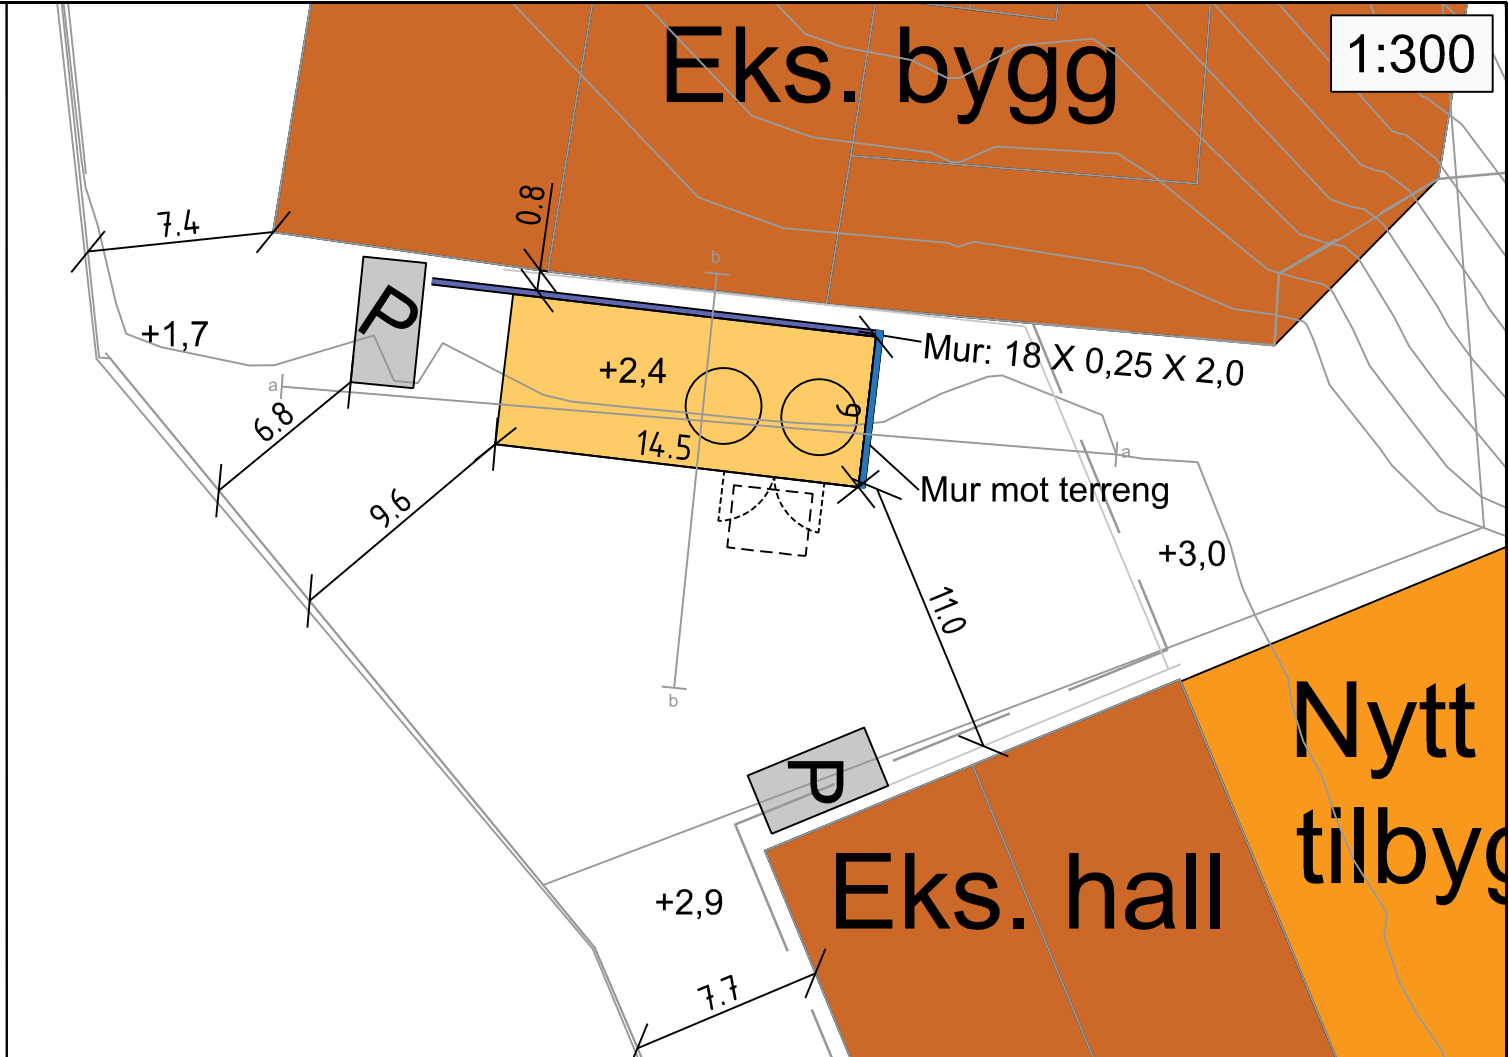 Eks. bygg
1:300
0.8
7.4
b
P
+1,7
+2,4
Mur: 18 X 0,25 X 2,0
a
6.8
6
14.5
a
Mur mot terreng
9.6
+3,0
11.0
b
Nytt
P
tilbyg
Eks. hall
+2,9
7.7